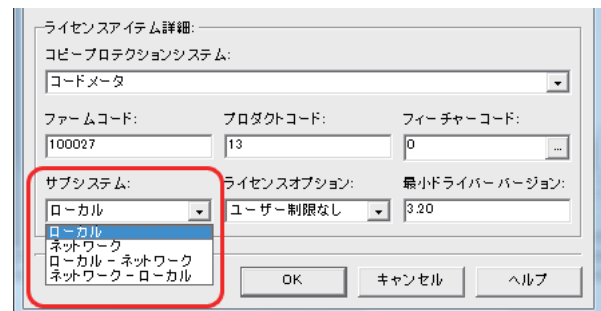 ライセンスアイテム詳細:
コピープロテクションシステム:
コードメータ
ファームコード: プロダクトコード: フィーチャーコード:
100027 13 0 ...
サブシステム: ライセンスオプション: 最小ドライバーバージョン:
ローカル ユーザー制限なし 3.20
ローカル
ネットワーク
ローカル - ネットワーク
ネットワーク - ローカル
OK キャンセル ヘルプ